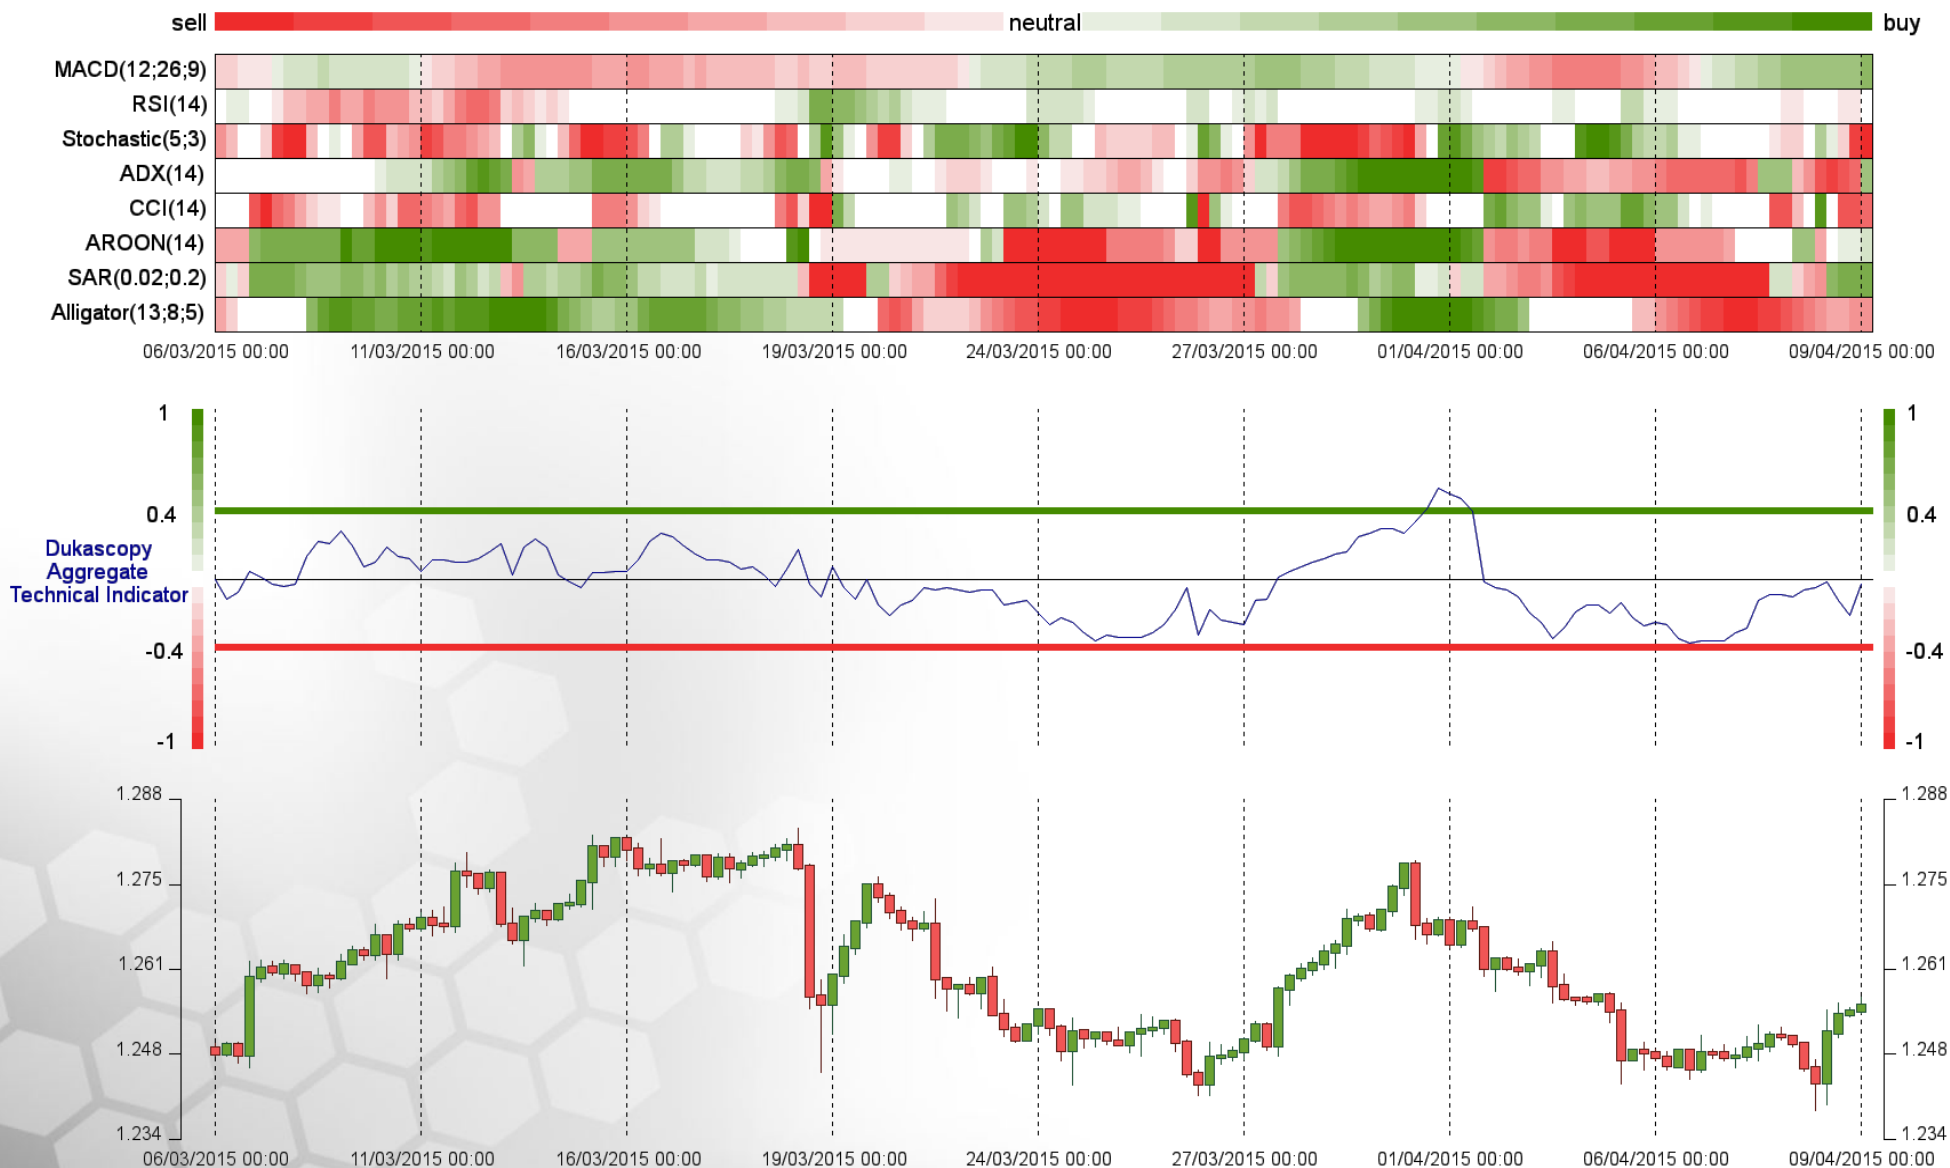 sell neutral buy
MACD(12;26;9)
RSI(14)
Stochastic(5;3)
ADX(14)
CCI(14)
AROON(14)
SAR(0.02;0.2)
Alligator(13;8;5)
06/03/2015 00:00 11/03/2015 00:00 16/03/2015 00:00 19/03/2015 00:00 24/03/2015 00:00 27/03/2015 00:00 01/04/2015 00:00 06/04/2015 00:00 09/04/2015 00:00
1 1
0.4 0.4
Dukascopy
Aggregate
Technical Indicator
-0.4 -0.4
-1 -1
1.288 1.288
1.275 1.275
1.261 1.261
1.248 1.248
1.234 1.234
06/03/2015 00:00 11/03/2015 00:00 16/03/2015 00:00 19/03/2015 00:00 24/03/2015 00:00 27/03/2015 00:00 01/04/2015 00:00 06/04/2015 00:00 09/04/2015 00:00